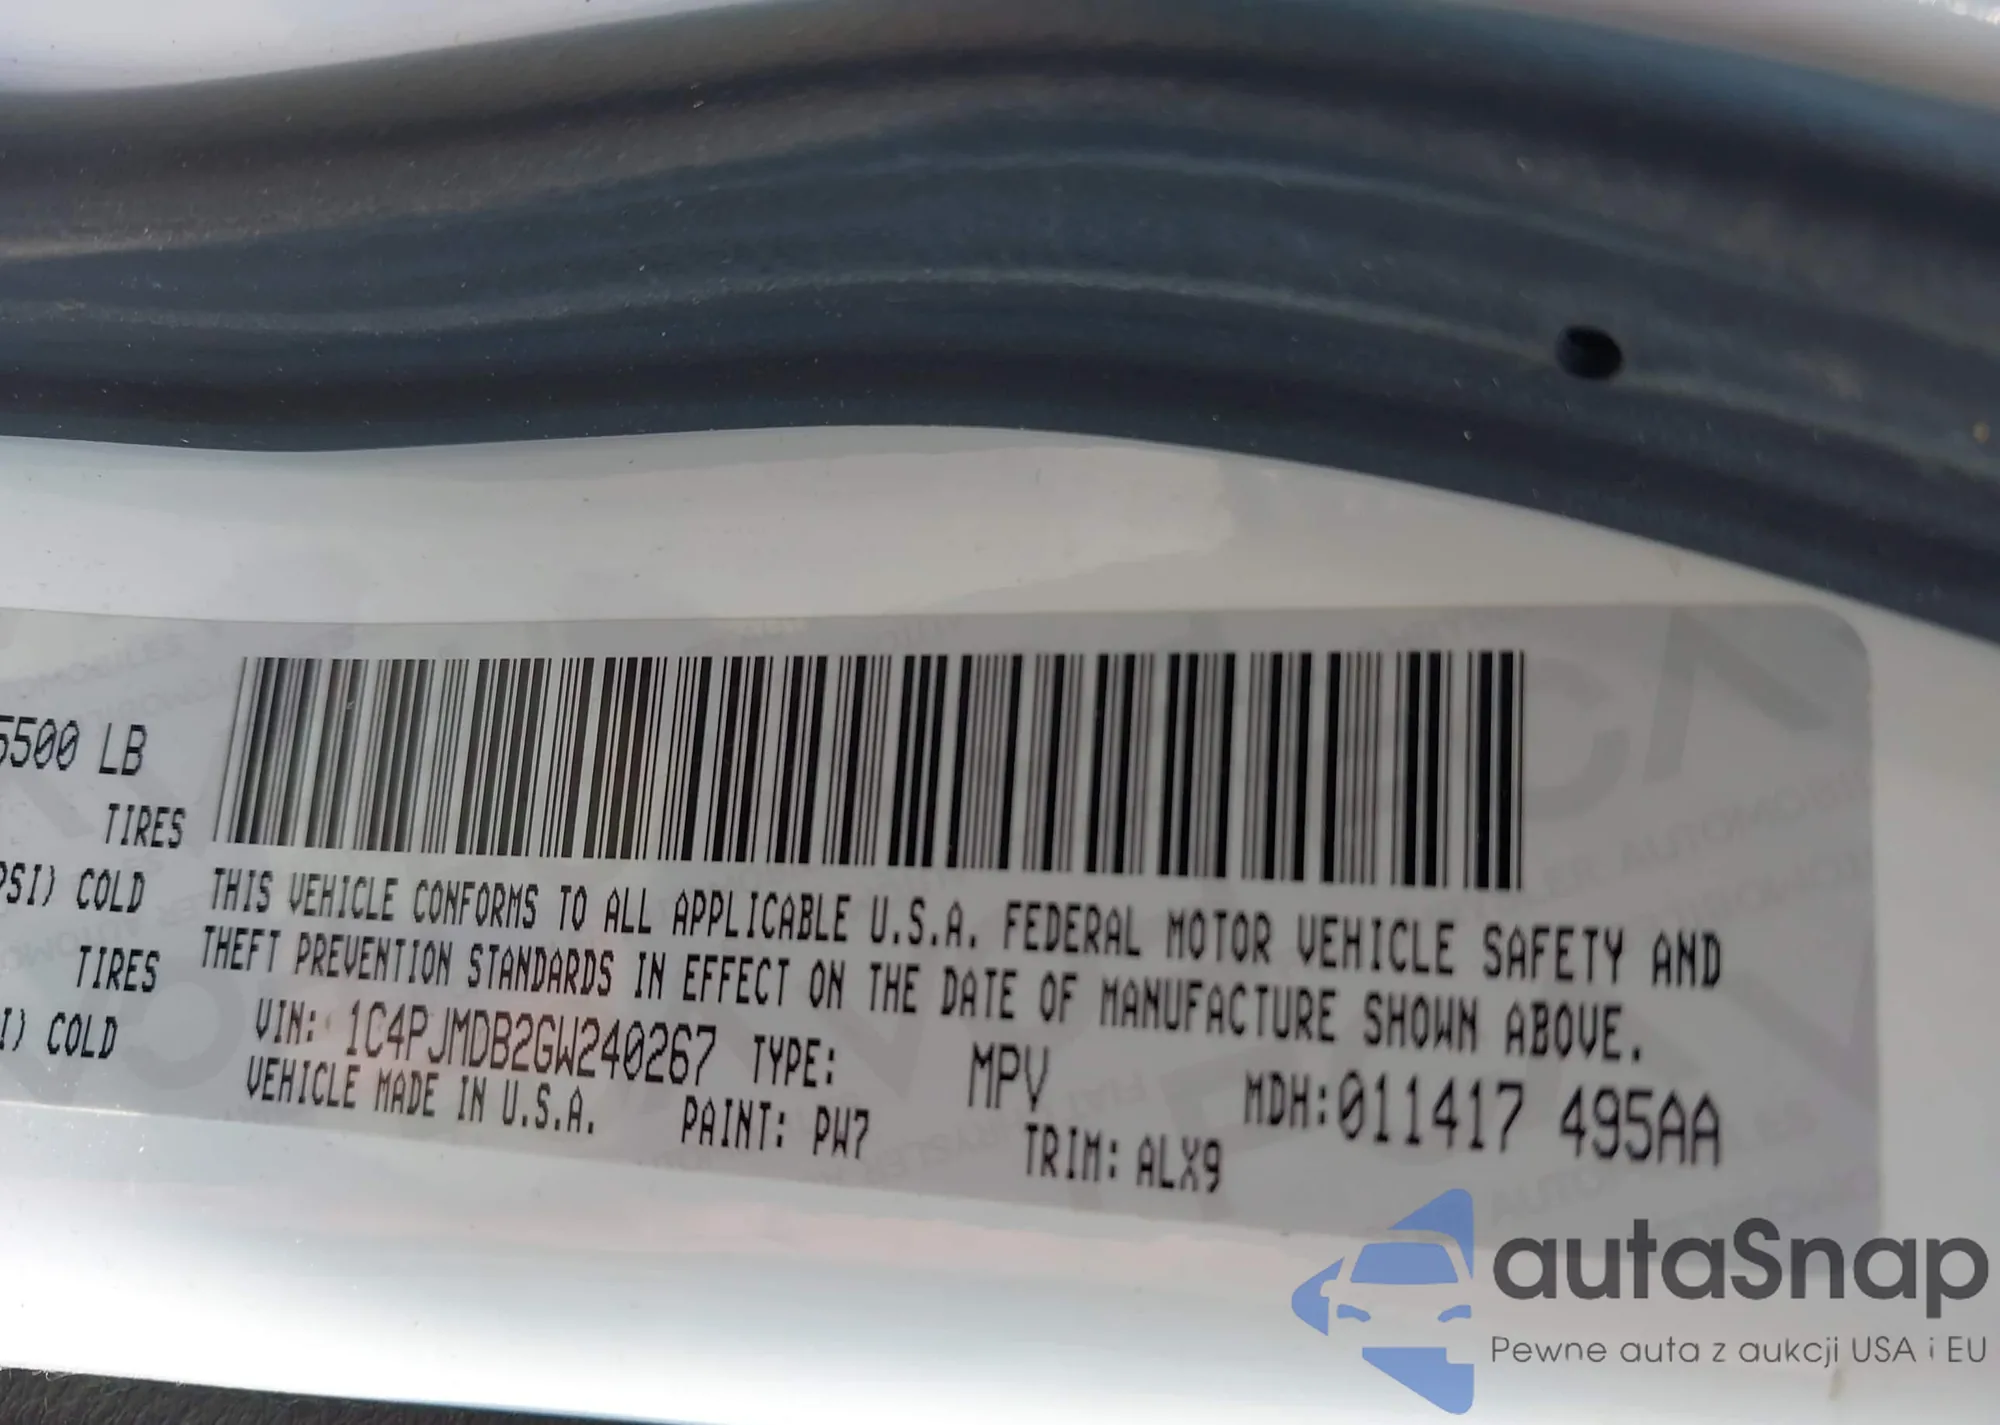 5500 LB
TIRES
PSI) COLD
TIRES
I) COLD
THIS VEHICLE CONFORMS TO ALL APPLICABLE U.S.A. FEDERAL MOTOR VEHICLE SAFETY AND
THEFT PREVENTION STANDARDS IN EFFECT ON THE DATE OF MANUFACTURE SHOWN ABOVE.
VIN: 1C4PJMDB2GW240267 TYPE: MPV MDH:011417 495AA
VEHICLE MADE IN U.S.A. PAINT: PW7 TRIM: ALX9
autaSnap
Pewne auta z aukcji USA i EU